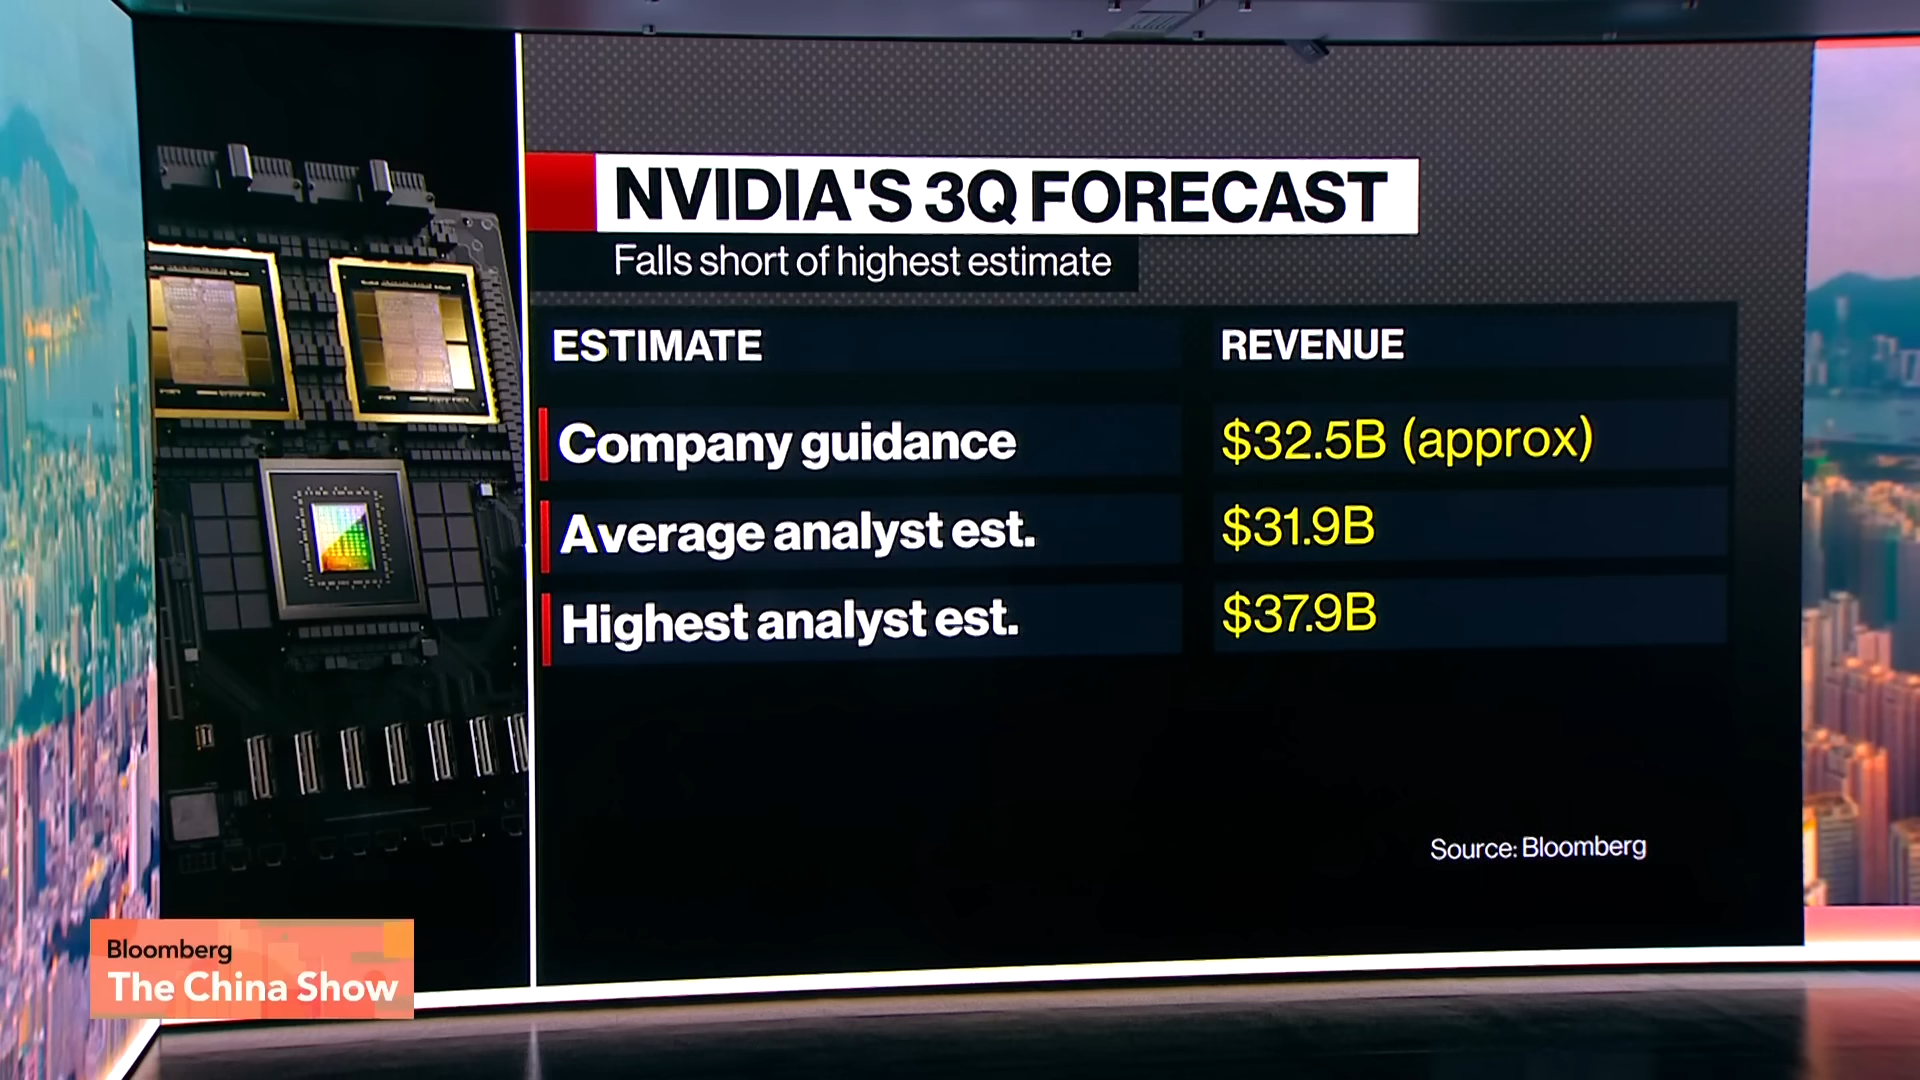 NVIDIA'S 3Q FORECAST
Falls short of highest estimate
ESTIMATE REVENUE
Company guidance $32.5B (approx)
Average analyst est. $31.9B
Highest analyst est. $37.9B
Source: Bloomberg
Bloomberg
The China Show